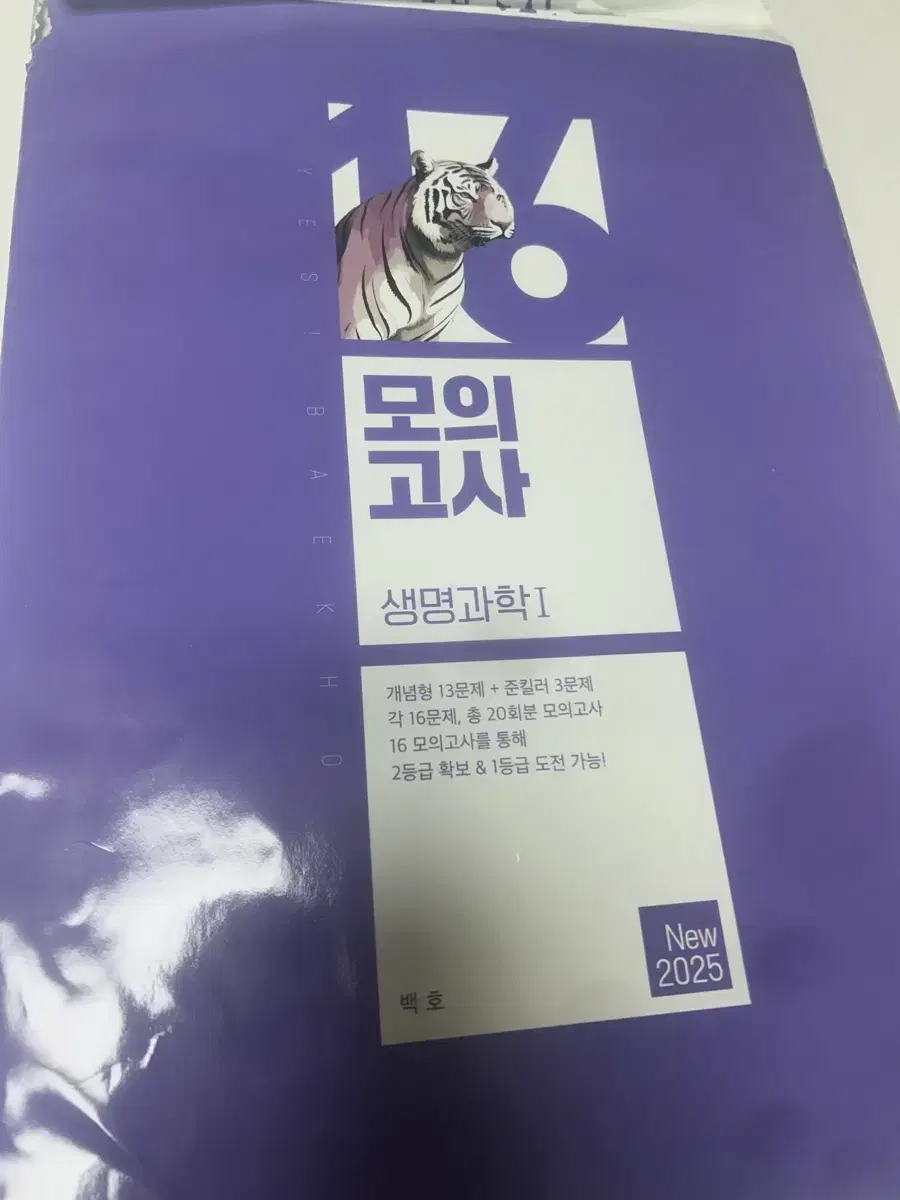 16
모의
고사
생명과학I
개념형 13문제 + 준킬러 3문제
각 16문제, 총 20회분 모의고사
16 모의고사를 통해
2등급 확보 & 1등급 도전 가능!
New
2025
백호
YES! BAEKHO